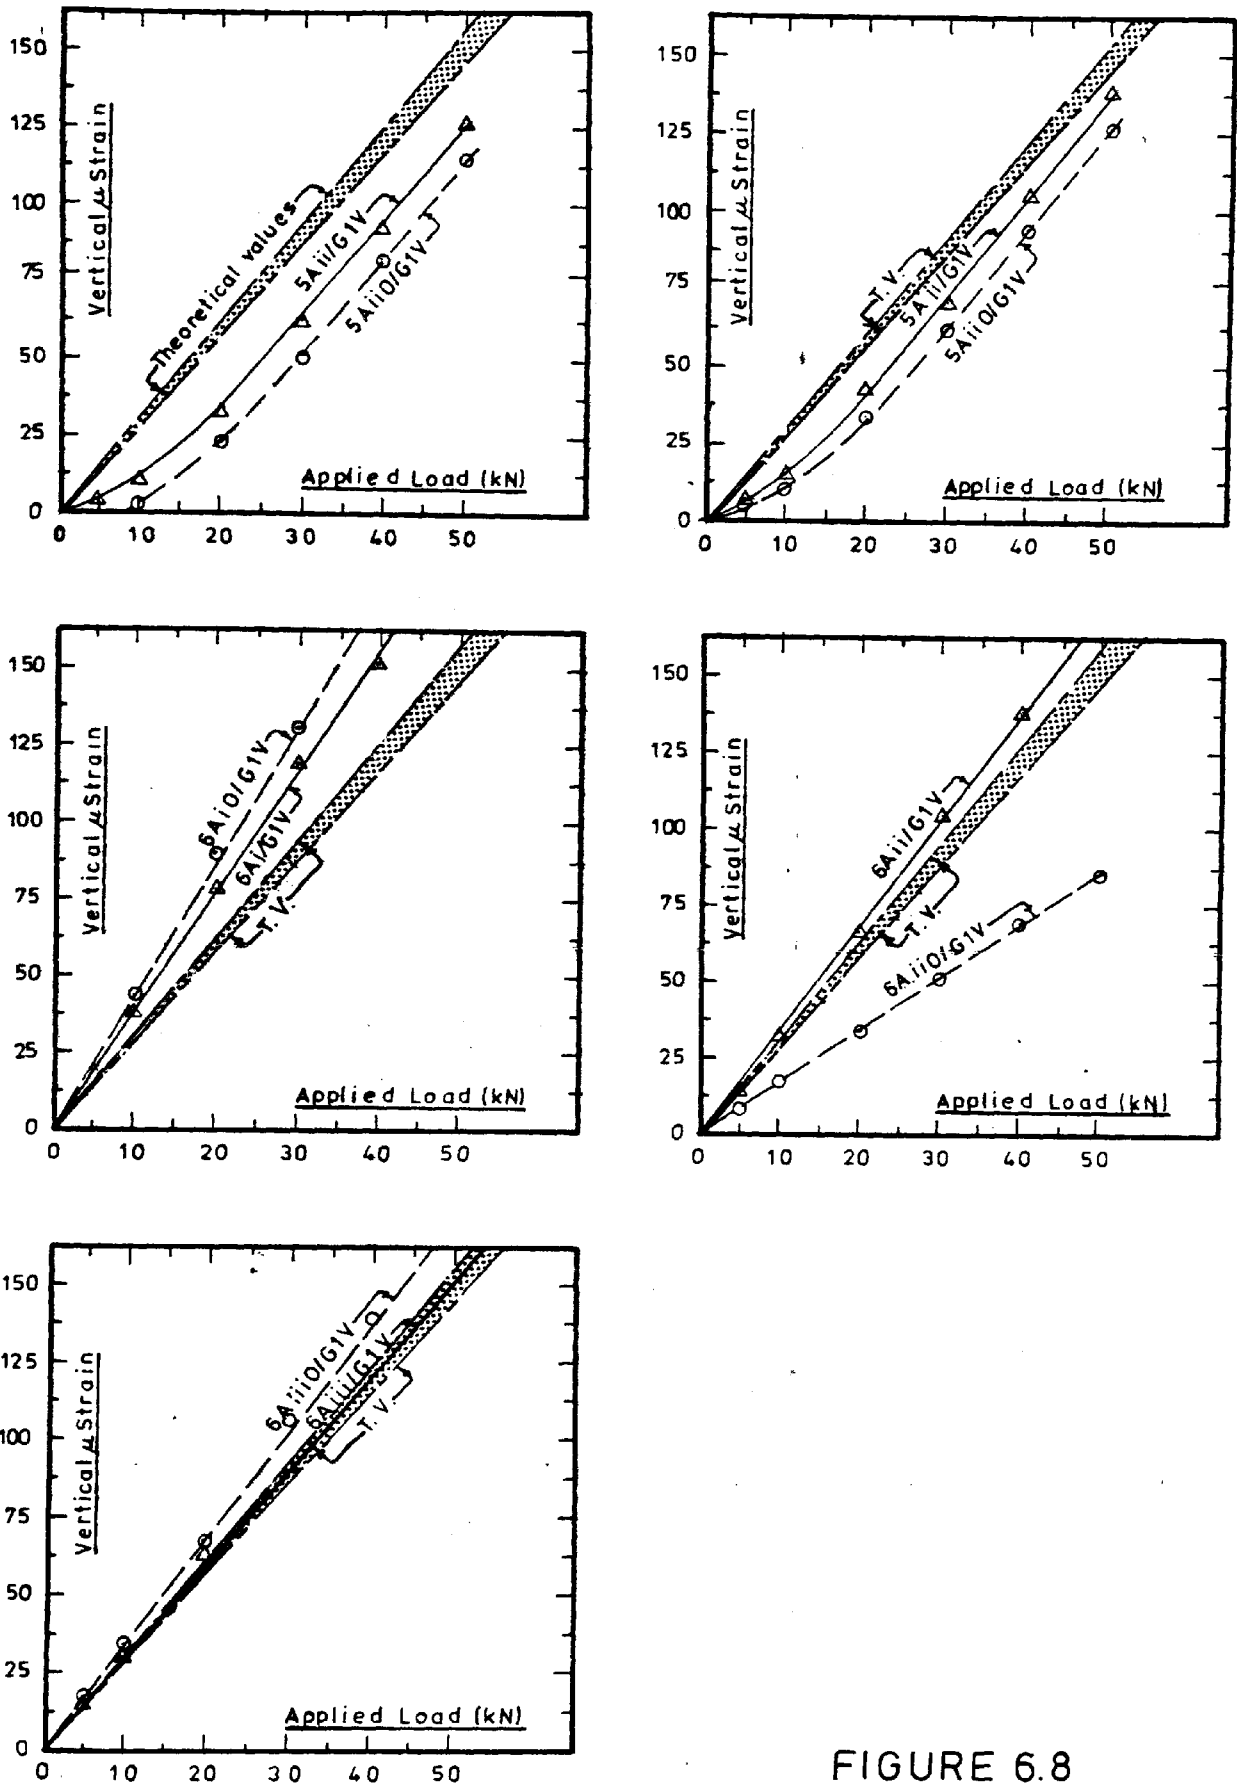 150
125
100
75
50
25
0
Vertical μ Strain
Theoretical values
5Aii/G1V
5AiiO/G1V
Applied Load (kN)
0 10 20 30 40 50
150
125
100
75
50
25
0
Vertical μ Strain
T.V.
5Aii/G1V
5AiiO/G1V
Applied Load (kN)
0 10 20 30 40 50
150
125
100
75
50
25
0
Vertical μ Strain
6AiO/G1V
6Ai/G1V
T.V.
Applied Load (kN)
0 10 20 30 40 50
150
125
100
75
50
25
0
Vertical μ Strain
6Aii/G1V
T.V.
6AiiO/G1V
Applied Load (kN)
0 10 20 30 40 50
150
125
100
75
50
25
0
Vertical μ Strain
6AiiiO/G1V
6Aiii/G1V
T.V.
Applied Load (kN)
0 10 20 30 40 50
FIGURE 6.8